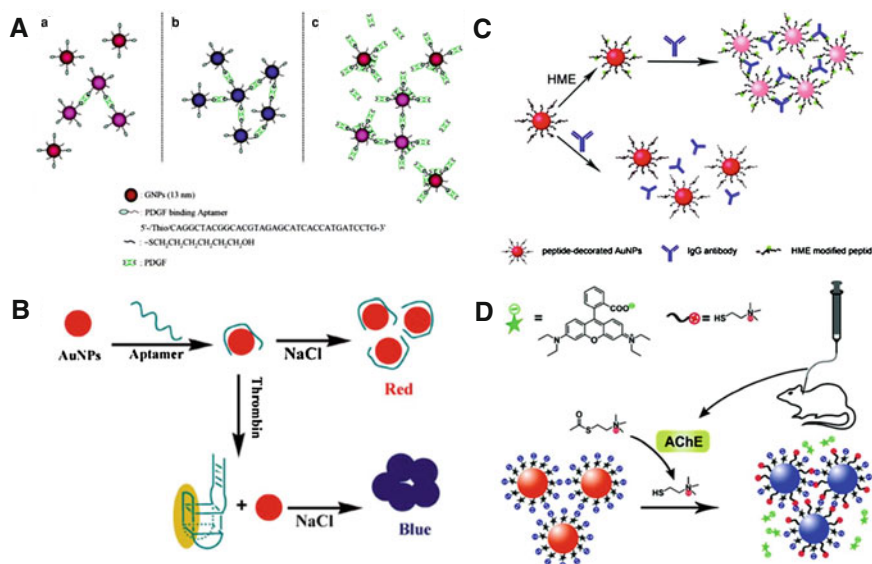 A
a
b
c
: GNPs (13 nm)
: PDGF binding Aptamer
5'-/Thio/CAGGCTACGGCACGTAGAGCATCACCATGATCCTG-3'
: -SCH2CH2CH2CH2CH2CH2OH
: PDGF
B
AuNPs
Aptamer
NaCl
Red
Thrombin
+
NaCl
Blue
C
HME
peptide-decorated AuNPs
IgG antibody
HME modified peptid
D
=
COO
N
O
N
=
HS
N
O
S
N
AChE
HS
N